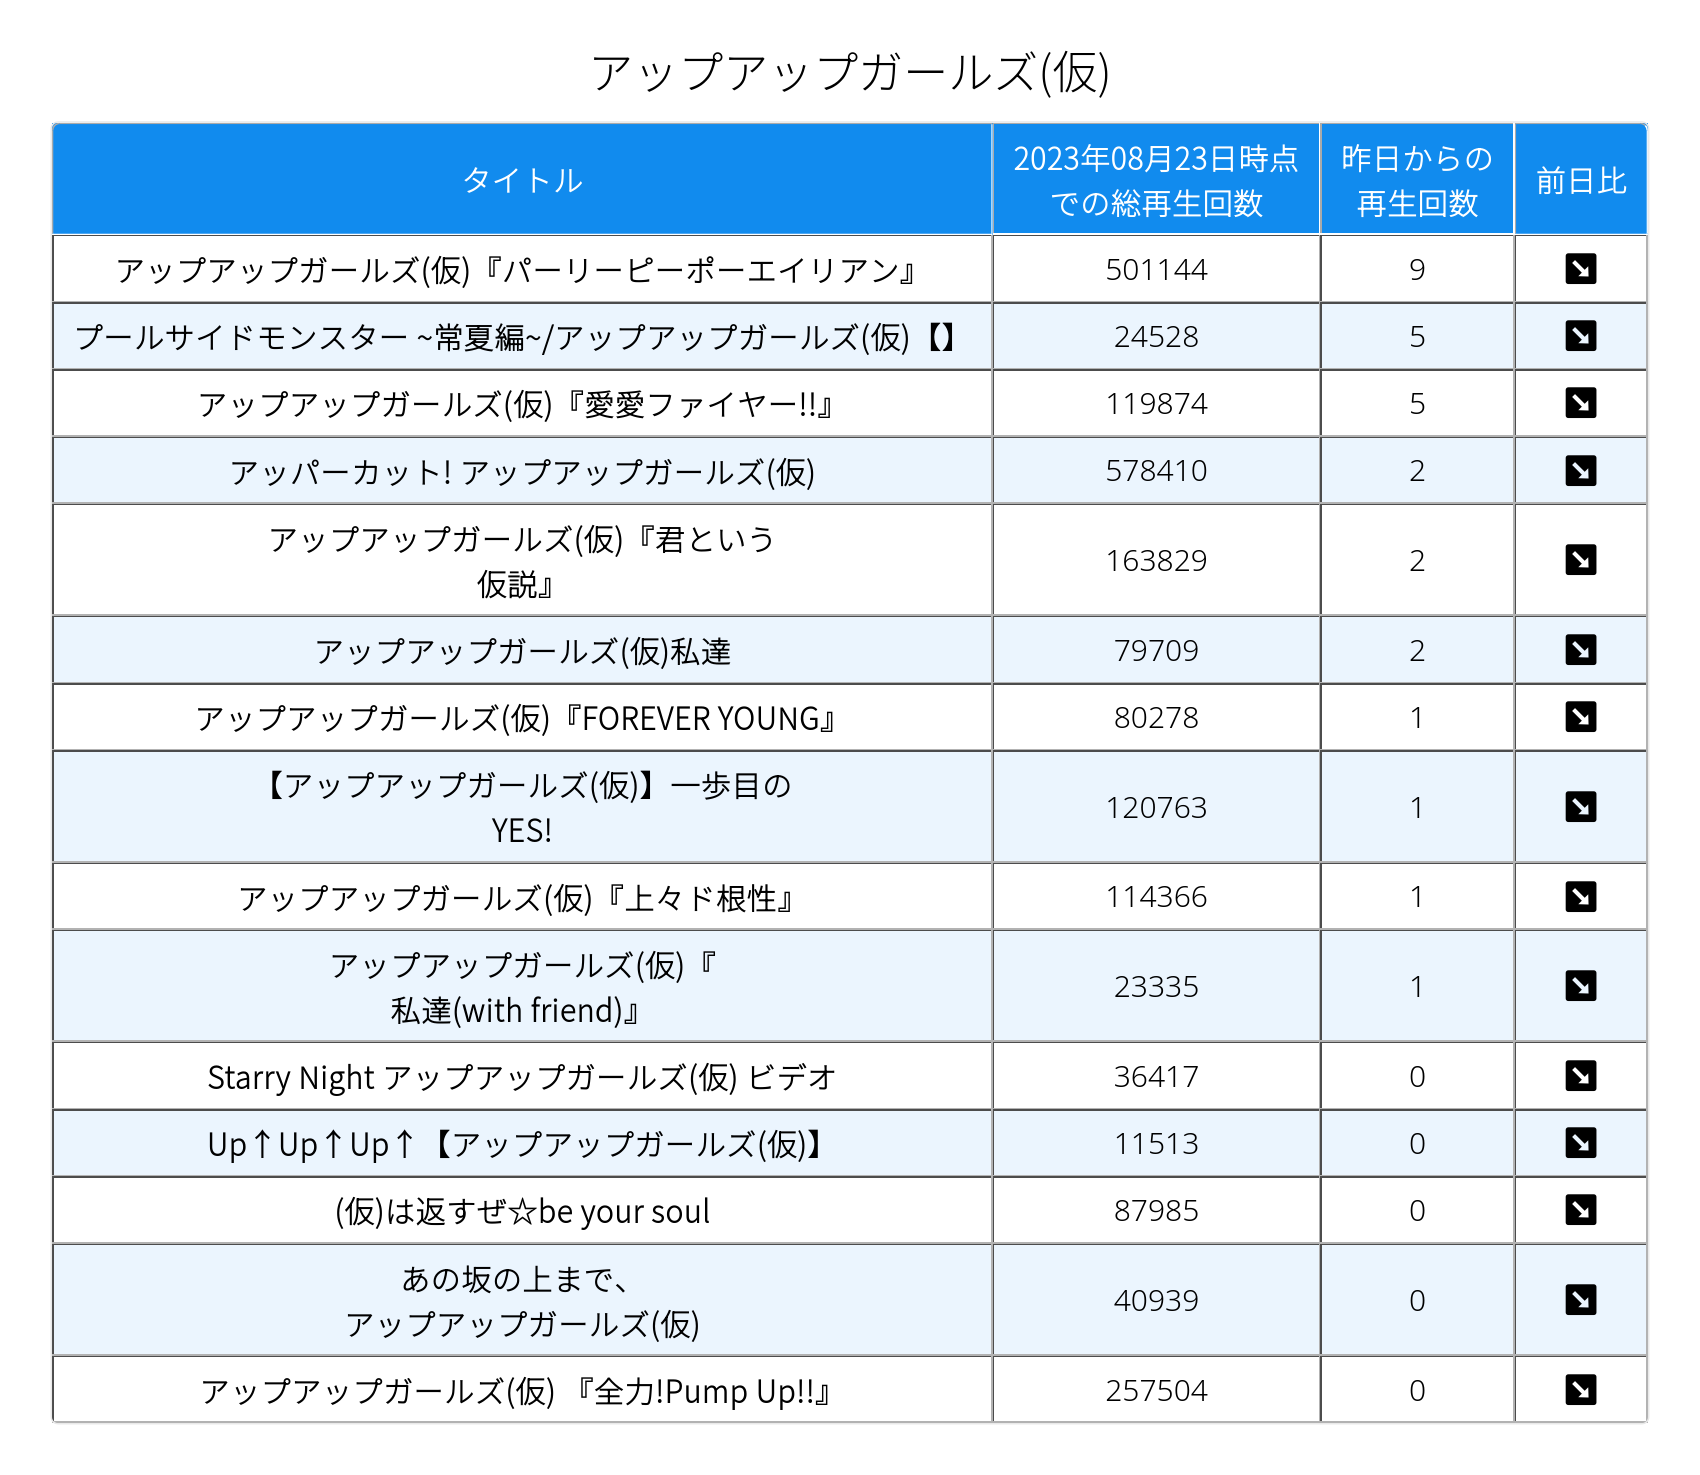 アップアップガールズ(仮)
タイトル
2023年08月23日時点
での総再生回数
昨日からの
再生回数
前日比
アップアップガールズ(仮)『パーリーピーポーエイリアン』 501144 9 ↘
プールサイドモンスター ~常夏編~/アップアップガールズ(仮)【】 24528 5 ↘
アップアップガールズ(仮)『愛愛ファイヤー!!』 119874 5 ↘
アッパーカット! アップアップガールズ(仮) 578410 2 ↘
アップアップガールズ(仮)『君という
仮説』 163829 2 ↘
アップアップガールズ(仮)私達 79709 2 ↘
アップアップガールズ(仮)『FOREVER YOUNG』 80278 1 ↘
【アップアップガールズ(仮)】一歩目の
YES! 120763 1 ↘
アップアップガールズ(仮)『上々ド根性』 114366 1 ↘
アップアップガールズ(仮)『
私達(with friend)』 23335 1 ↘
Starry Night アップアップガールズ(仮) ビデオ 36417 0 ↘
Up↑Up↑Up↑【アップアップガールズ(仮)】 11513 0 ↘
(仮)は返すぜ☆be your soul 87985 0 ↘
あの坂の上まで、
アップアップガールズ(仮) 40939 0 ↘
アップアップガールズ(仮) 『全力!Pump Up!!』 257504 0 ↘